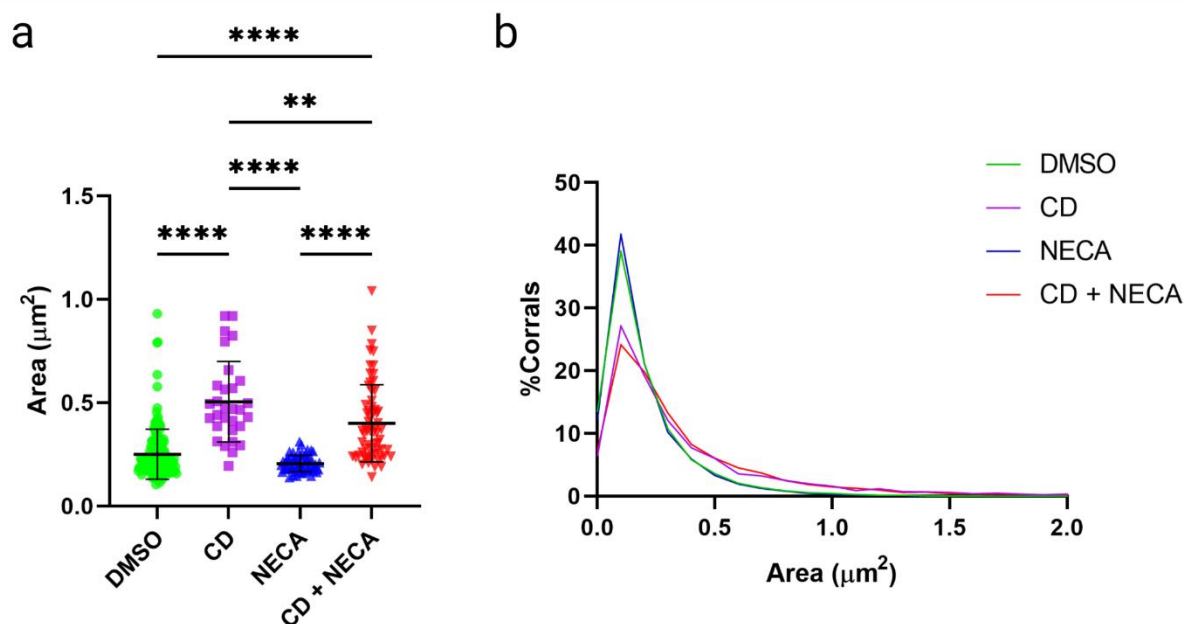 a
****
**
****
**** ****
1.5
1.0
0.5
0.0
Area (μm²)
DMSO
CD
NECA
CD + NECA
b
DMSO
CD
NECA
CD + NECA
50
40
30
20
10
0
%Corrals
0.0 0.5 1.0 1.5 2.0
Area (μm²)